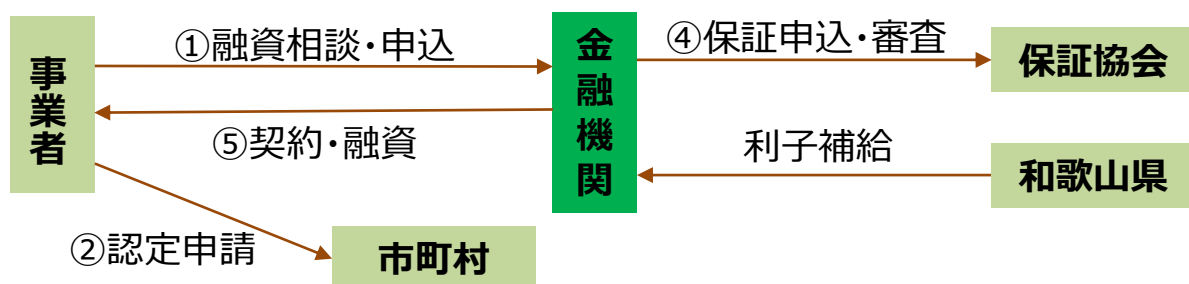 ①融資相談・申込
④保証申込・審査
事業者
金融機関
保証協会
⑤契約・融資
利子補給
和歌山県
②認定申請
市町村